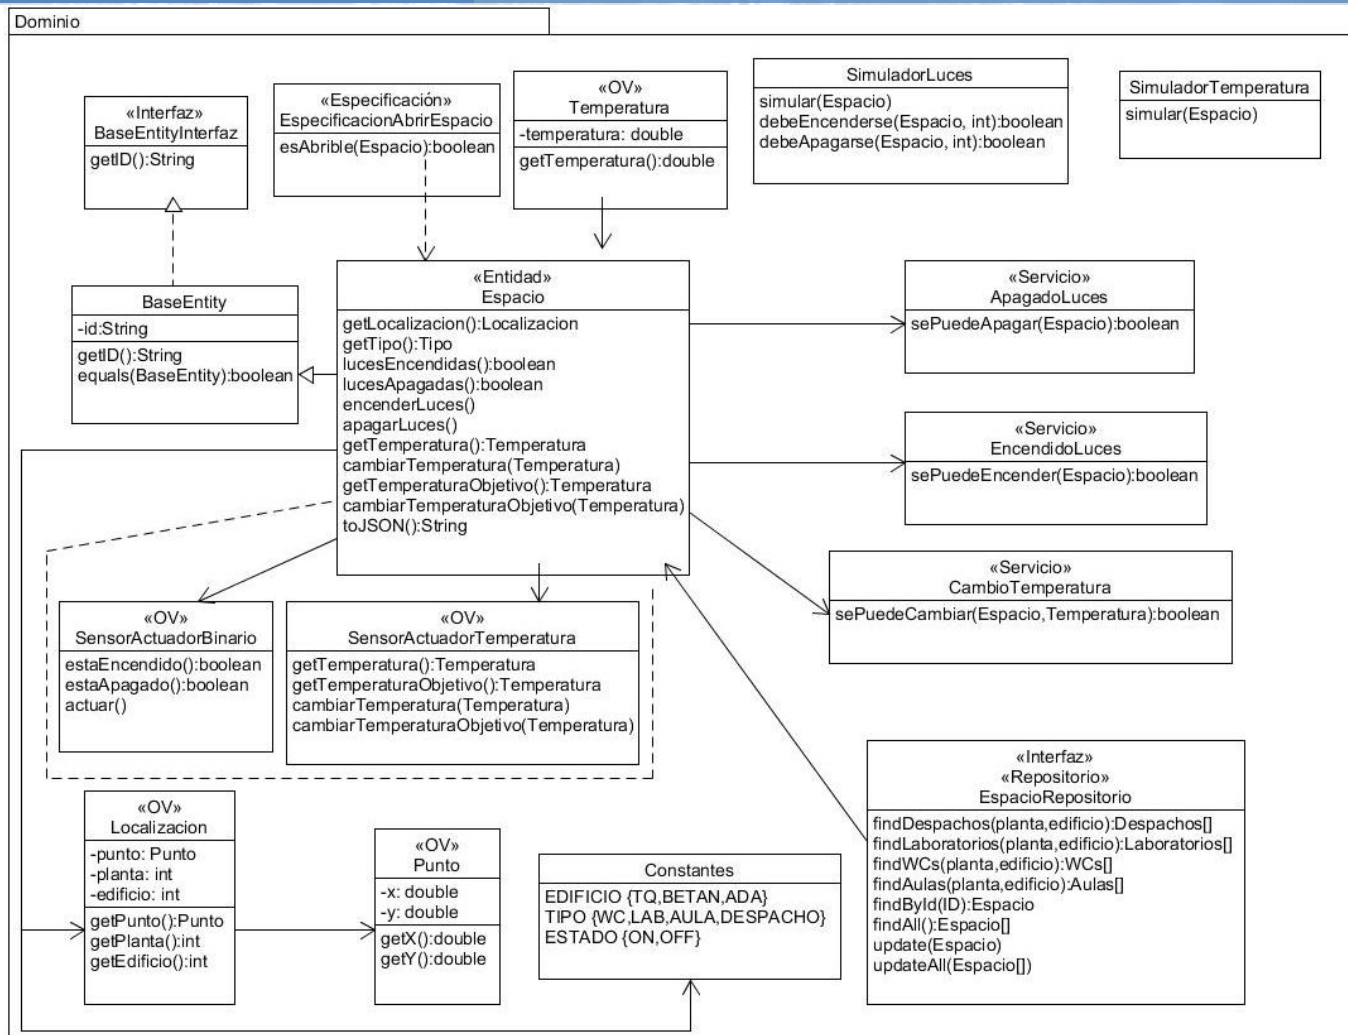 Dominio
«Interfaz»
BaseEntityInterfaz
getID():String
«Especificación»
EspecificacionAbrirEspacio
esAbrible(Espacio):boolean
«OV»
Temperatura
-temperatura: double
getTemperatura():double
SimuladorLuces
simular(Espacio)
debeEncenderse(Espacio, int):boolean
debeApagarse(Espacio, int):boolean
SimuladorTemperatura
simular(Espacio)
BaseEntity
-id:String
getID():String
equals(BaseEntity):boolean
«Entidad»
Espacio
getLocalizacion():Localizacion
getTipo():Tipo
lucesEncendidas():boolean
lucesApagadas():boolean
encenderLuces()
apagarLuces()
getTemperatura():Temperatura
cambiarTemperatura(Temperatura)
getTemperaturaObjetivo():Temperatura
cambiarTemperaturaObjetivo(Temperatura)
toJSON():String
«Servicio»
ApagadoLuces
sePuedeApagar(Espacio):boolean
«Servicio»
EncendidoLuces
sePuedeEncender(Espacio):boolean
«Servicio»
CambioTemperatura
sePuedeCambiar(Espacio,Temperatura):boolean
«OV»
SensorActuadorBinario
estaEncendido():boolean
estaApagado():boolean
actuar()
«OV»
SensorActuadorTemperatura
getTemperatura():Temperatura
getTemperaturaObjetivo():Temperatura
cambiarTemperatura(Temperatura)
cambiarTemperaturaObjetivo(Temperatura)
«OV»
Localizacion
-punto: Punto
-planta: int
-edificio: int
getPunto():Punto
getPlanta():int
getEdificio():int
«OV»
Punto
-x: double
-y: double
getX():double
getY():double
Constantes
EDIFICIO {TQ,BETAN,ADA}
TIPO {WC,LAB,AULA,DESPACHO}
ESTADO {ON,OFF}
«Interfaz»
«Repositorio»
EspacioRepositorio
findDespachos(planta,edificio):Despachos[]
findLaboratorios(planta,edificio):Laboratorios[]
findWCs(planta,edificio):WCs[]
findAulas(planta,edificio):Aulas[]
findById(ID):Espacio
findAll():Espacio[]
update(Espacio)
updateAll(Espacio[])